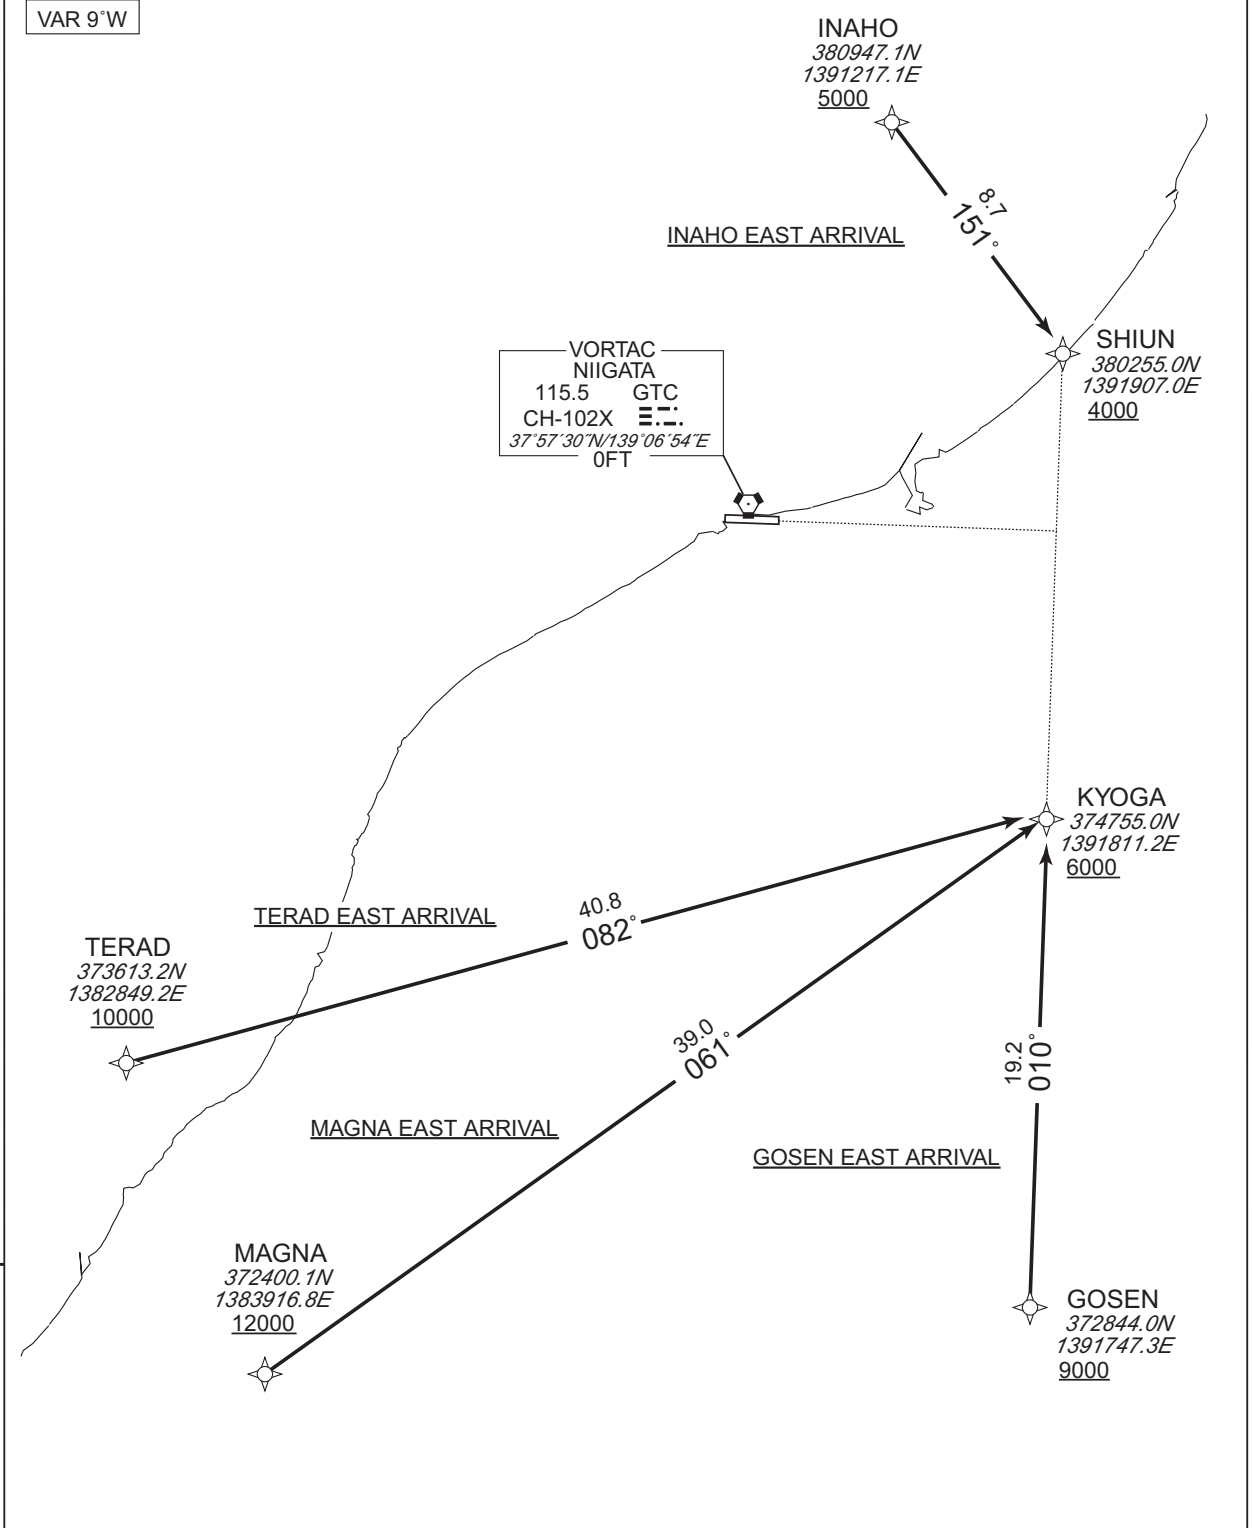 VAR 9°W
INAHO
380947.1N
1391217.1E
5000
8.7
151°
INAHO EAST ARRIVAL
SHIUN
380255.0N
1391907.0E
4000
VORTAC
NIIGATA
115.5 GTC
CH-102X
37°57´30˝N/139°06´54˝E
0FT
KYOGA
374755.0N
1391811.2E
6000
40.8
082°
TERAD EAST ARRIVAL
TERAD
373613.2N
1382849.2E
10000
39.0
061°
19.2
010°
MAGNA EAST ARRIVAL
GOSEN EAST ARRIVAL
MAGNA
372400.1N
1383916.8E
12000
GOSEN
372844.0N
1391747.3E
9000